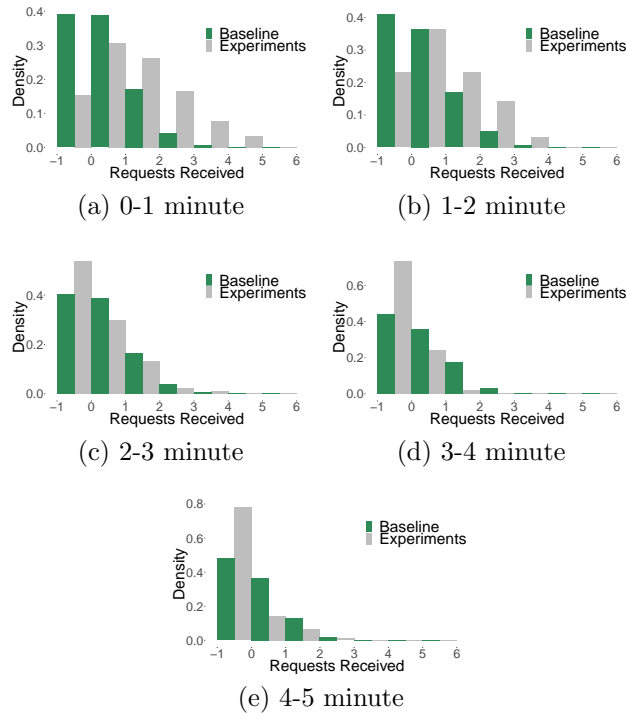 0.4
0.3
0.2
0.1
0.0
Density
Baseline
Experiments
−1 0 1 2 3 4 5 6
Requests Received
(a) 0-1 minute
0.4
0.3
0.2
0.1
0.0
Density
Baseline
Experiments
−1 0 1 2 3 4 5 6
Requests Received
(b) 1-2 minute
0.4
0.2
0.0
Density
Baseline
Experiments
−1 0 1 2 3 4 5 6
Requests Received
(c) 2-3 minute
0.6
0.4
0.2
0.0
Density
Baseline
Experiments
−1 0 1 2 3 4 5 6
Requests Received
(d) 3-4 minute
0.8
0.6
0.4
0.2
0.0
Density
Baseline
Experiments
−1 0 1 2 3 4 5 6
Requests Received
(e) 4-5 minute